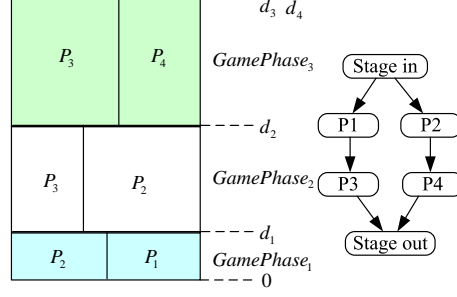 d3 d4
P3 P4 GamePhase3
d2
P3 P2 GamePhase2
d1
P2 P1 GamePhase1
0
Stage in
P1 P2
P3 P4
Stage out